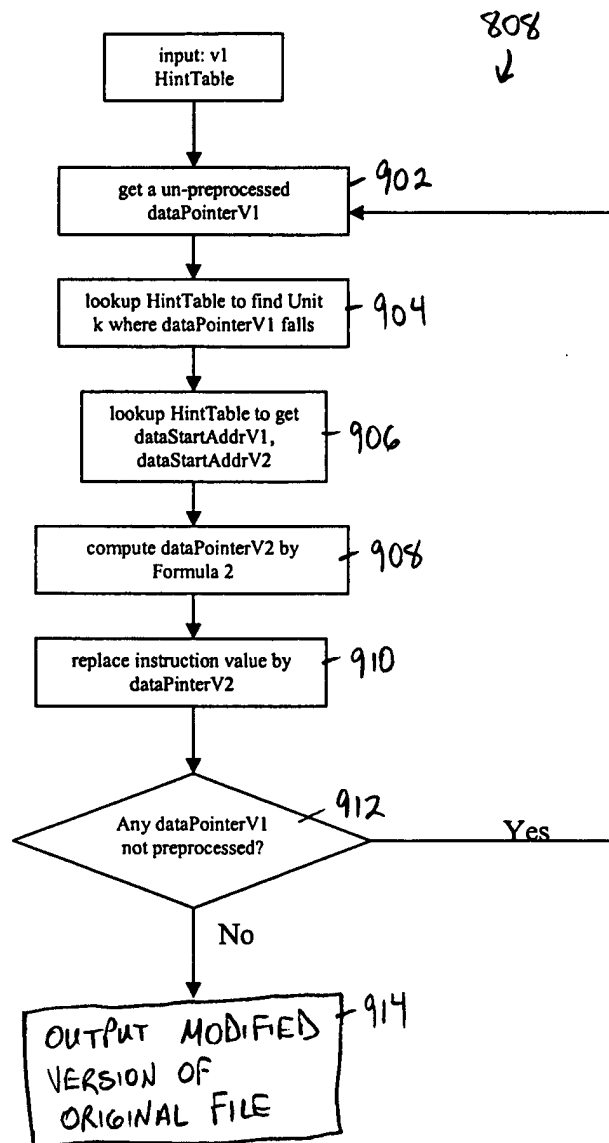 808
input: v1
HintTable
get a un-preprocessed
dataPointerV1
902
lookup HintTable to find Unit
k where dataPointerV1 falls
904
lookup HintTable to get
dataStartAddrV1,
dataStartAddrV2
906
compute dataPointerV2 by
Formula 2
908
replace instruction value by
dataPinterV2
910
Any dataPointerV1
not preprocessed?
912
Yes
No
OUTPUT MODIFIED
VERSION OF
ORIGINAL FILE
914